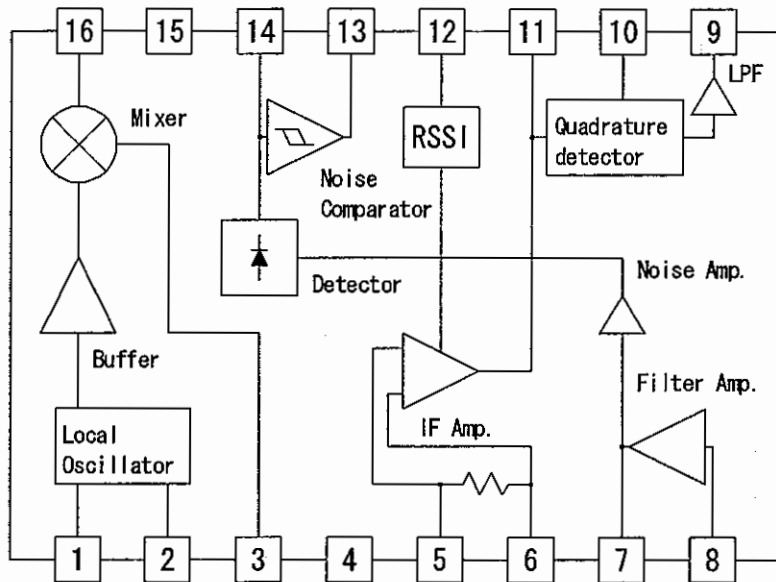 16 15 14 13 12 11 10 9
LPF
Mixer
RSSI
Quadrature
detector
Noise
Comparator
Detector
Noise Amp.
Buffer
Filter Amp.
IF Amp.
Local
Oscillator
1 2 3 4 5 6 7 8